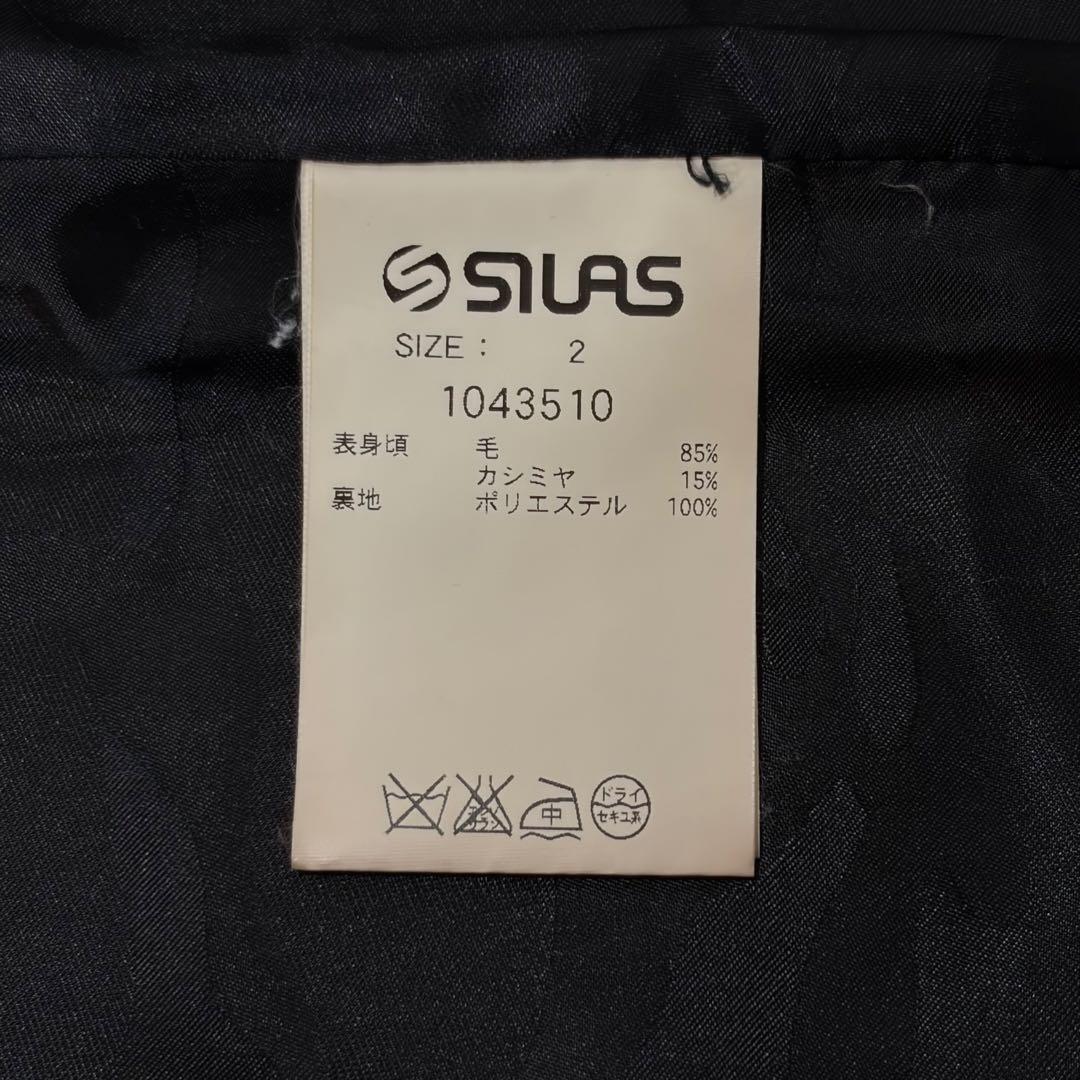 SILAS
SIZE : 2
1043510
表身頃 毛 85%
カシミヤ 15%
裏地 ポリエステル 100%
中
ドライ
セキユ系